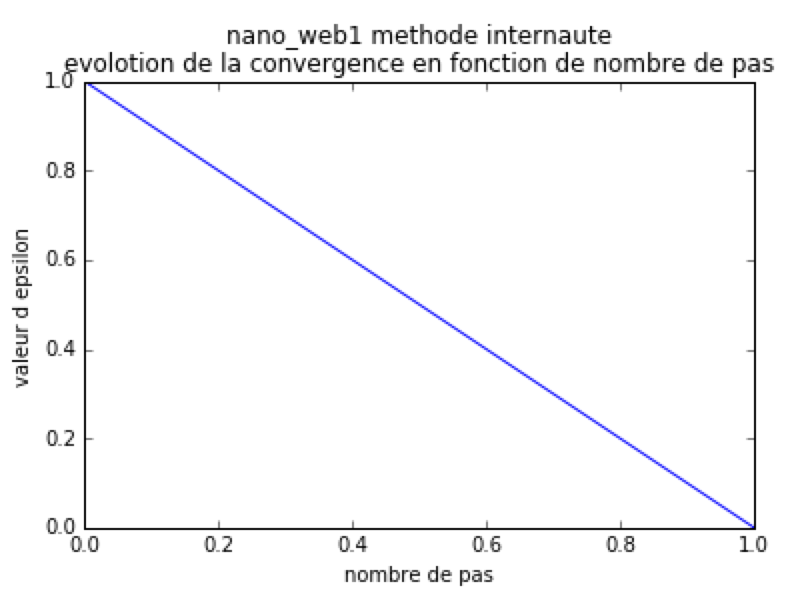 nano_web1 methode internaute
evolotion de la convergence en fonction de nombre de pas
1.0
0.8
0.6
0.4
0.2
0.0
valeur d epsilon
0.0 0.2 0.4 0.6 0.8 1.0
nombre de pas